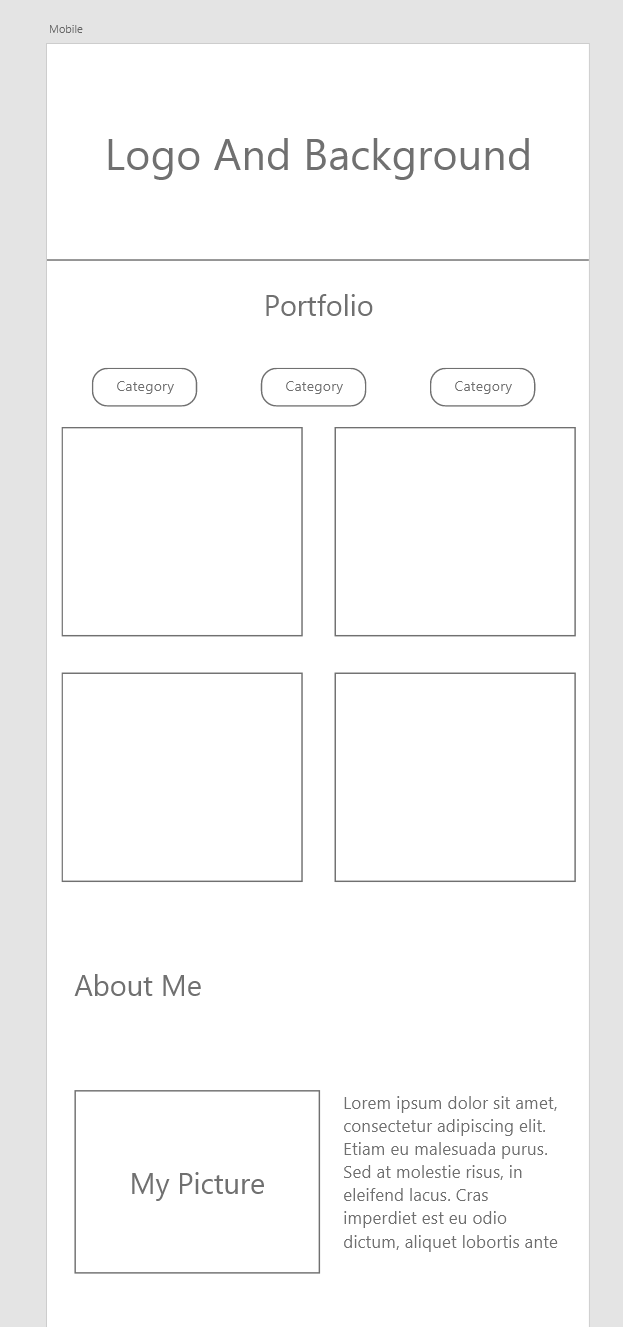 Mobile
Logo And Background
Portfolio
Category
Category
Category
About Me
My Picture
Lorem ipsum dolor sit amet,
consectetur adipiscing elit.
Etiam eu malesuada purus.
Sed at molestie risus, in
eleifend lacus. Cras
imperdiet est eu odio
dictum, aliquet lobortis ante